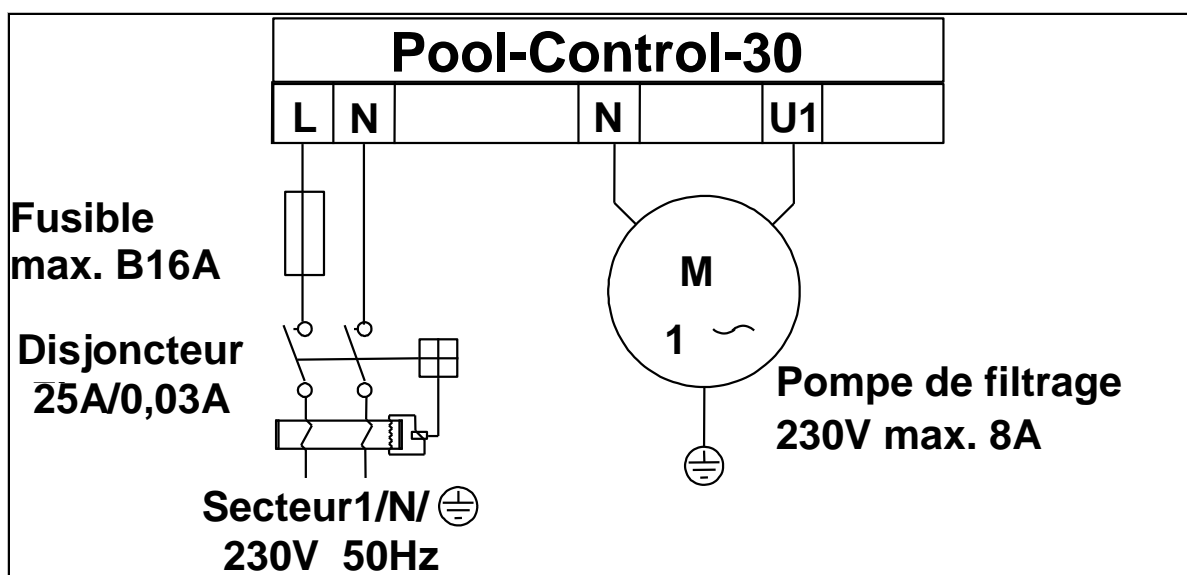 Pool-Control-30
L N N U1
Fusible
max. B16A
M
1 ~
Disjoncteur
25A/0,03A
Pompe de filtrage
230V max. 8A
Secteur1/N/
230V 50Hz